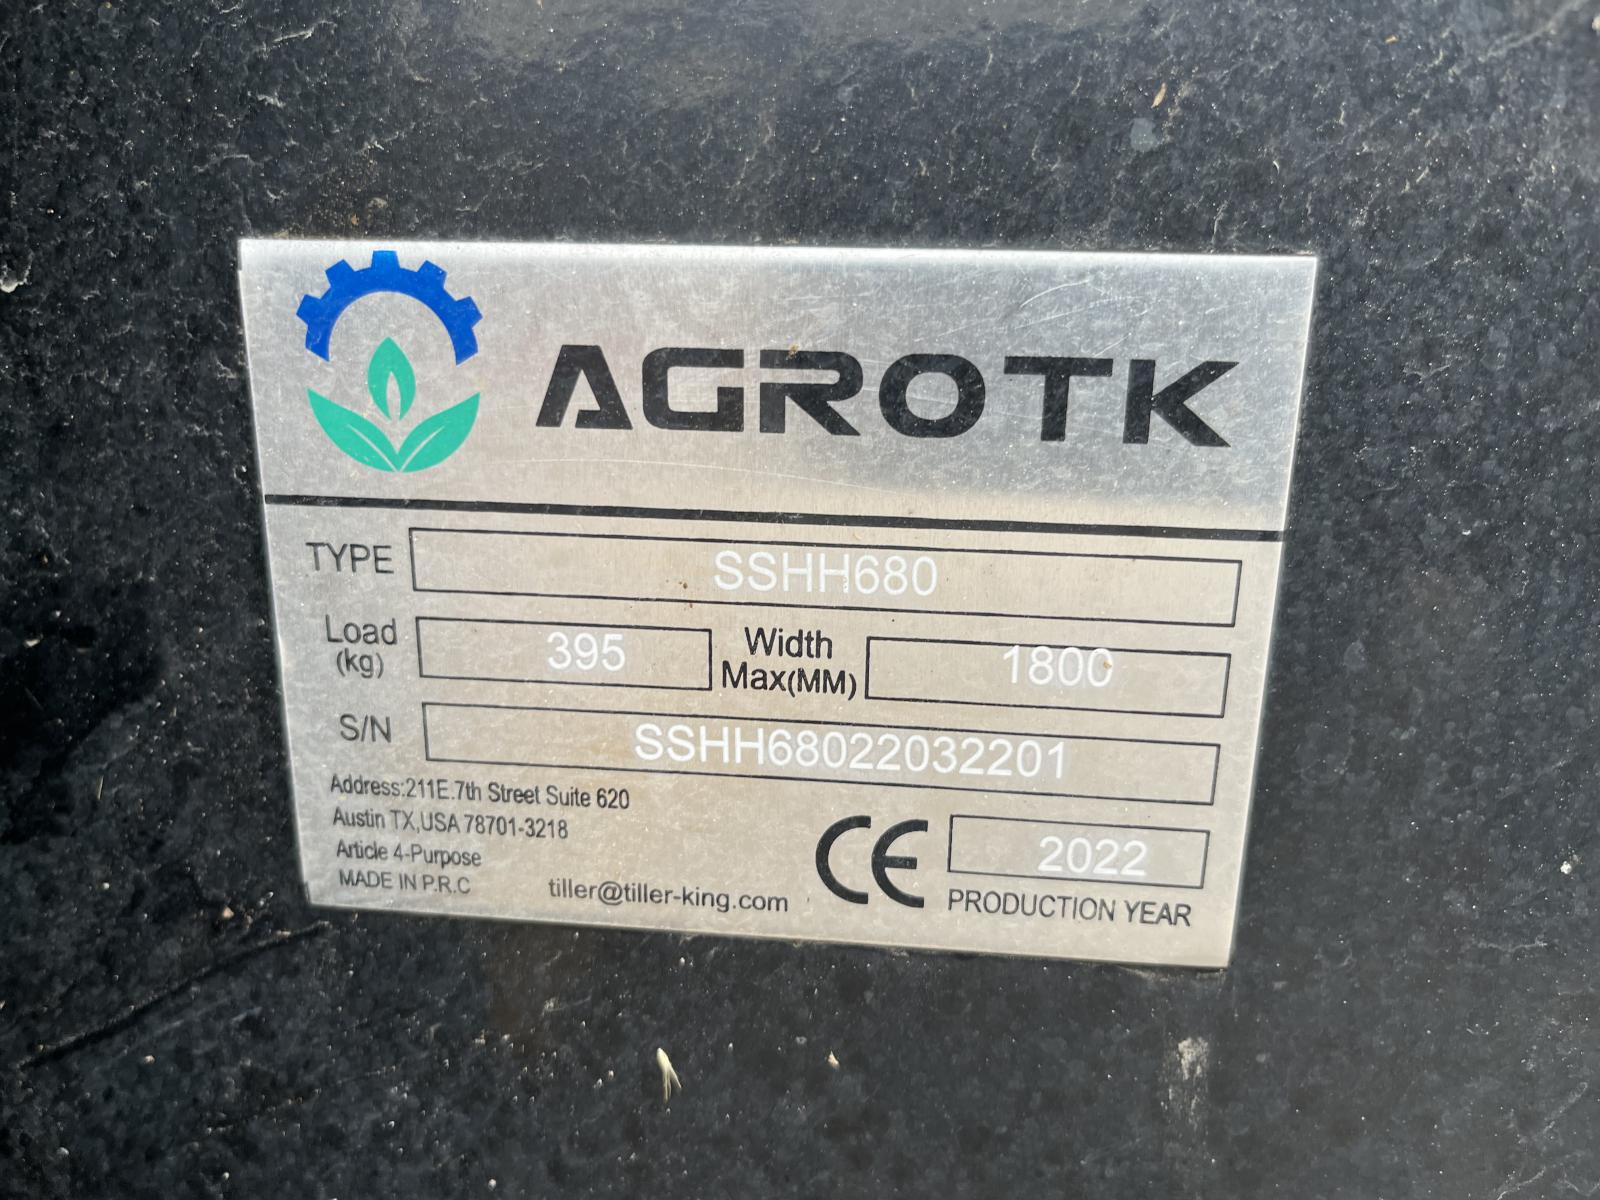 AGROTK
TYPE SSHH680
Load (kg) 395 Width Max(MM) 1800
S/N SSHH68022032201
Address:211E.7th Street Suite 620
Austin TX,USA 78701-3218
Article 4-Purpose
MADE IN P.R.C
tiller@tiller-king.com
CE 2022
PRODUCTION YEAR